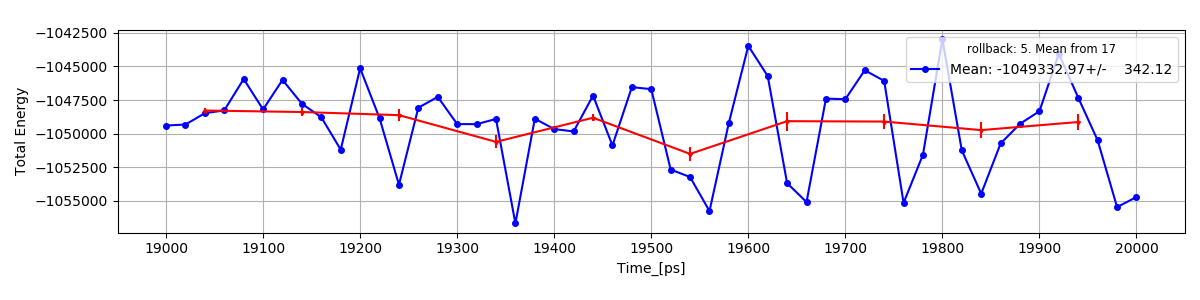 −1042500
−1045000
−1047500
−1050000
−1052500
−1055000
Total Energy
rollback: 5. Mean from 17
Mean: -1049332.97+/-    342.12
19000 19100 19200 19300 19400 19500 19600 19700 19800 19900 20000
Time_[ps]